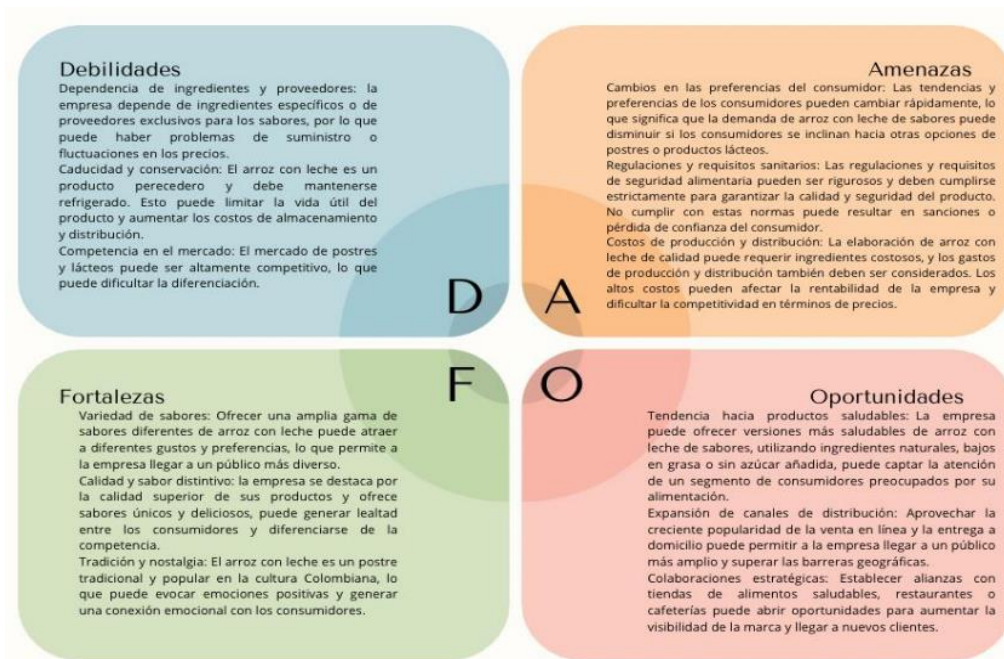 Debilidades
Dependencia de ingredientes y proveedores: la
empresa depende de ingredientes específicos o de
proveedores exclusivos para los sabores, por lo que
puede haber problemas de suministro o
fluctuaciones en los precios.
Caducidad y conservación: El arroz con leche es un
producto perecedero y debe mantenerse
refrigerado. Esto puede limitar la vida útil del
producto y aumentar los costos de almacenamiento
y distribución.
Competencia en el mercado: El mercado de postres
y lácteos puede ser altamente competitivo, lo que
puede dificultar la diferenciación.
D
Amenazas
Cambios en las preferencias del consumidor: Las tendencias y
preferencias de los consumidores pueden cambiar rápidamente, lo
que significa que la demanda de arroz con leche de sabores puede
disminuir si los consumidores se inclinan hacia otras opciones de
postres o productos lácteos.
Regulaciones y requisitos sanitarios: Las regulaciones y requisitos
de seguridad alimentaria pueden ser rigurosos y deben cumplirse
estrictamente para garantizar la calidad y seguridad del producto.
No cumplir con estas normas puede resultar en sanciones o
pérdida de confianza del consumidor.
Costos de producción y distribución: La elaboración de arroz con
leche de calidad puede requerir ingredientes costosos, y los gastos
de producción y distribución también deben ser considerados. Los
altos costos pueden afectar la rentabilidad de la empresa y
dificultar la competitividad en términos de precios.
A
F
Fortalezas
Variedad de sabores: Ofrecer una amplia gama de
sabores diferentes de arroz con leche puede atraer
a diferentes gustos y preferencias, lo que permite a
la empresa llegar a un público más diverso.
Calidad y sabor distintivo: la empresa se destaca por
la calidad superior de sus productos y ofrece
sabores únicos y deliciosos, puede generar lealtad
entre los consumidores y diferenciarse de la
competencia.
Tradición y nostalgia: El arroz con leche es un postre
tradicional y popular en la cultura Colombiana, lo
que puede evocar emociones positivas y generar
una conexión emocional con los consumidores.
O
Oportunidades
Tendencia hacia productos saludables: La empresa
puede ofrecer versiones más saludables de arroz con
leche de sabores, utilizando ingredientes naturales, bajos
en grasa o sin azúcar añadida, puede captar la atención
de un segmento de consumidores preocupados por su
alimentación.
Expansión de canales de distribución: Aprovechar la
creciente popularidad de la venta en línea y la entrega a
domicilio puede permitir a la empresa llegar a un público
más amplio y superar las barreras geográficas.
Colaboraciones estratégicas: Establecer alianzas con
tiendas de alimentos saludables, restaurantes o
cafeterías puede abrir oportunidades para aumentar la
visibilidad de la marca y llegar a nuevos clientes.